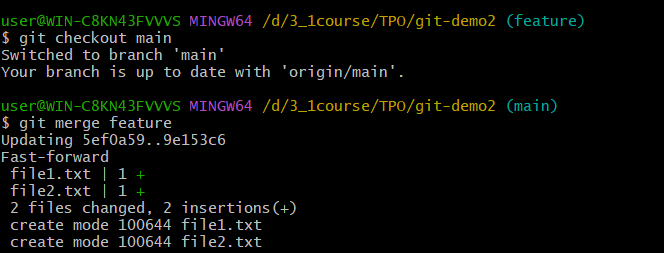 user@WIN-C8KN43FVVVS MINGW64 /d/3_1course/TPO/git-demo2 (feature)
$ git checkout main
Switched to branch 'main'
Your branch is up to date with 'origin/main'.
user@WIN-C8KN43FVVVS MINGW64 /d/3_1course/TPO/git-demo2 (main)
$ git merge feature
Updating 5ef0a59..9e153c6
Fast-forward
 file1.txt | 1 +
 file2.txt | 1 +
 2 files changed, 2 insertions(+)
 create mode 100644 file1.txt
 create mode 100644 file2.txt